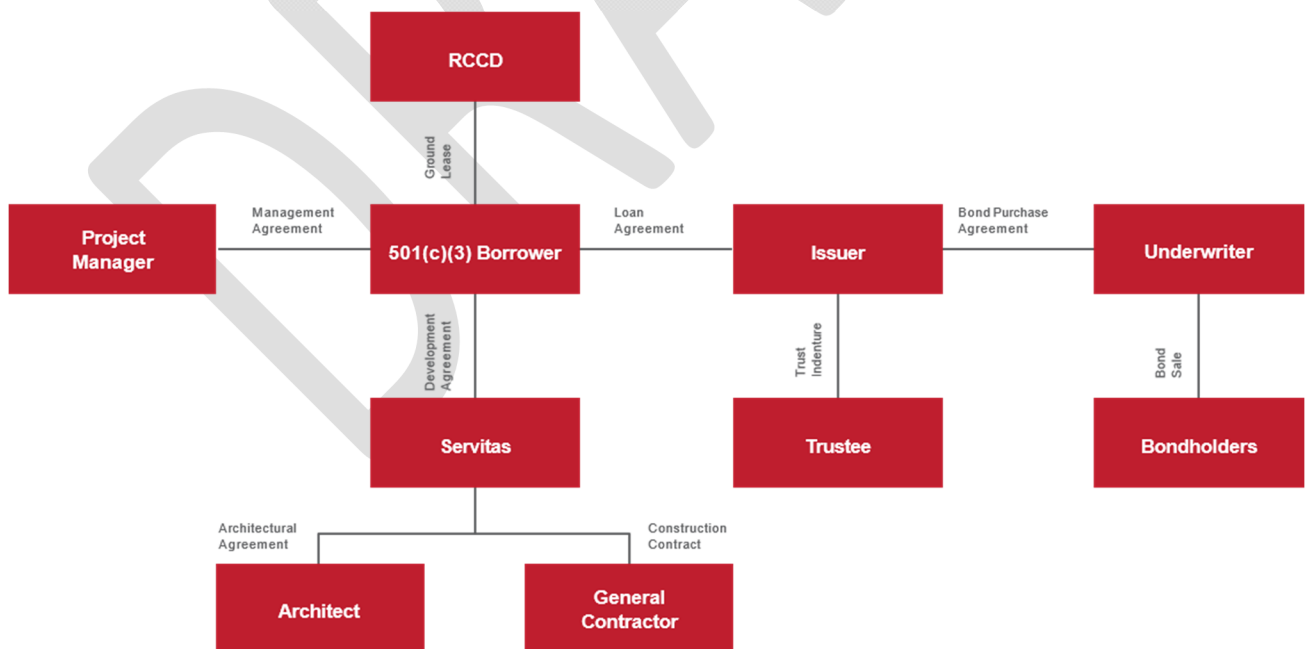 RCCD
Ground
Lease
Project
Manager
Management
Agreement
501(c)(3) Borrower
Loan
Agreement
Issuer
Bond Purchase
Agreement
Underwriter
Development
Agreement
Trust
Indenture
Bond
Sale
Servitas
Trustee
Bondholders
Architectural
Agreement
Construction
Contract
Architect
General
Contractor